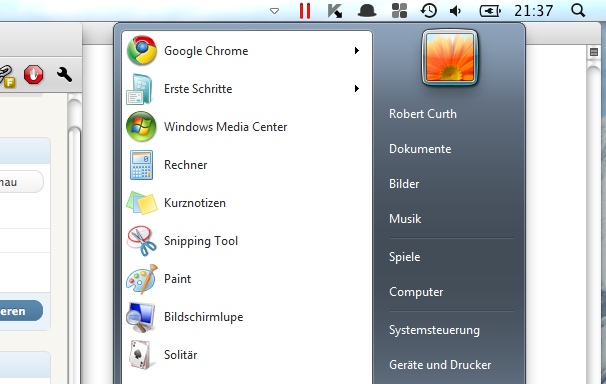 21:37
Google Chrome
Erste Schritte
Windows Media Center
Rechner
Kurznotizen
Snipping Tool
Paint
Bildschirmlupe
Solitär
Robert Curth
Dokumente
Bilder
Musik
Spiele
Computer
Systemsteuerung
Geräte und Drucker
F
nau
eren